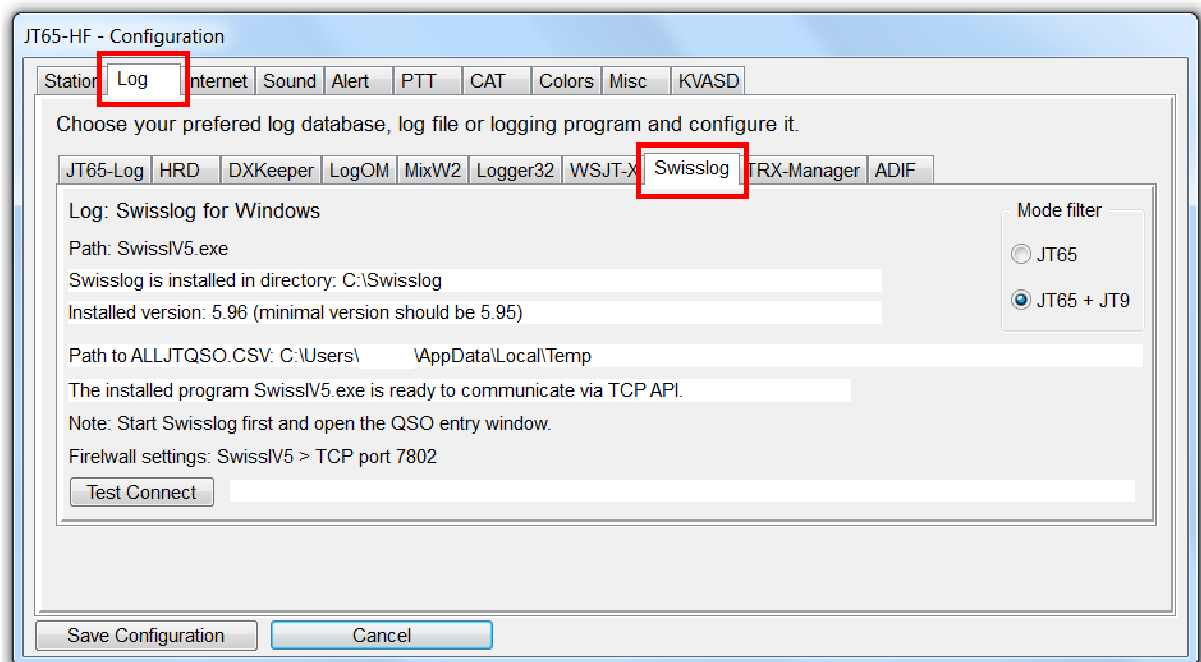 JT65-HF - Configuration
Station Log Internet Sound Alert PTT CAT Colors Misc KVASD
Choose your prefered log database, log file or logging program and configure it.
JT65-Log HRD DXKeeper LogOM MixW2 Logger32 WSJT-X Swisslog TRX-Manager ADIF
Log: Swisslog for Windows
Mode filter
Path: SwisslV5.exe
JT65
Swisslog is installed in directory: C:\Swisslog
JT65 + JT9
Installed version: 5.96 (minimal version should be 5.95)
Path to ALLJTQSO.CSV: C:\Users\ \AppData\Local\Temp
The installed program SwisslV5.exe is ready to communicate via TCP API.
Note: Start Swisslog first and open the QSO entry window.
Firelwall settings: SwisslV5 > TCP port 7802
Test Connect
Save Configuration Cancel